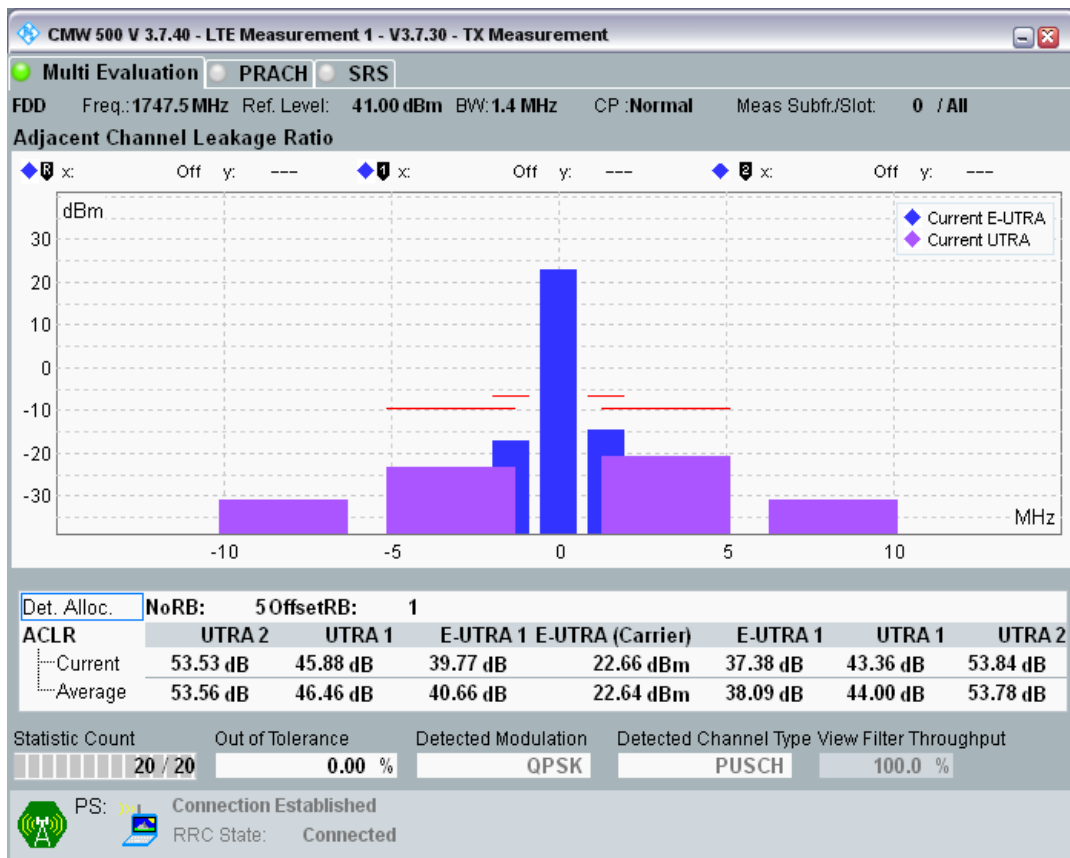 CMW 500 V 3.7.40 - LTE Measurement 1 - V3.7.30 - TX Measurement
Multi Evaluation PRACH SRS
FDD Freq.: 1747.5 MHz Ref. Level: 41.00 dBm BW: 1.4 MHz CP :Normal Meas Subfr./Slot: 0 / All
Adjacent Channel Leakage Ratio
R x: Off y: --- 1 x: Off y: --- 2 x: Off y: ---
dBm
Current E-UTRA
Current UTRA
30
20
10
0
-10
-20
-30
MHz
-10 -5 0 5 10
Det. Alloc. NoRB: 5 OffsetRB: 1
ACLR UTRA 2 UTRA 1 E-UTRA 1 E-UTRA (Carrier) E-UTRA 1 UTRA 1 UTRA 2
Current 53.53 dB 45.88 dB 39.77 dB 22.66 dBm 37.38 dB 43.36 dB 53.84 dB
Average 53.56 dB 46.46 dB 40.66 dB 22.64 dBm 38.09 dB 44.00 dB 53.78 dB
Statistic Count Out of Tolerance Detected Modulation Detected Channel Type View Filter Throughput
20 / 20 0.00 % QPSK PUSCH 100.0 %
PS: Connection Established
RRC State: Connected